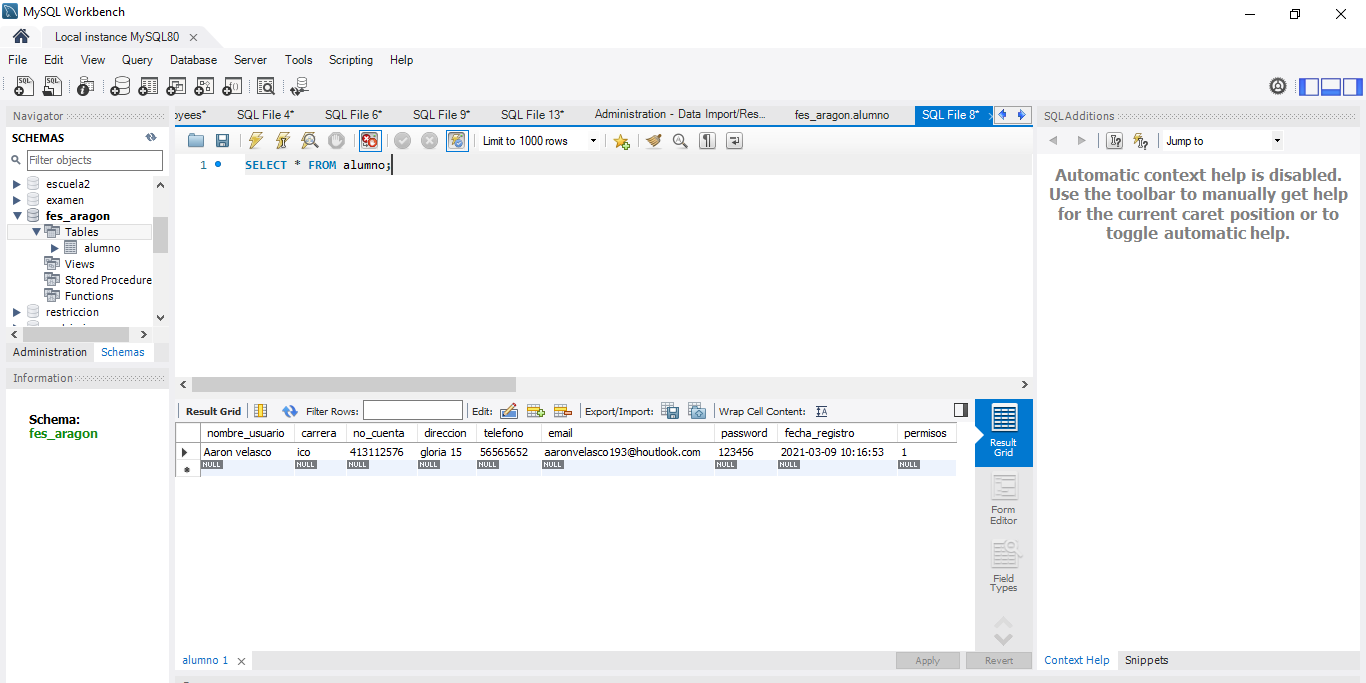 MySQL Workbench
Local instance MySQL80
File Edit View Query Database Server Tools Scripting Help
Navigator
SCHEMAS
Filter objects
escuela2
examen
fes_aragon
Tables
alumno
Views
Stored Procedure
Functions
restriccion
Administration Schemas
Information
Schema:
fes_aragon
oyees* SQL File 4* SQL File 6* SQL File 9* SQL File 13* Administration - Data Import/Res... fes_aragon.alumno SQL File 8*
Limit to 1000 rows
1 SELECT * FROM alumno;
Result Grid Filter Rows: Edit: Export/Import: Wrap Cell Content:
nombre_usuario carrera no_cuenta direccion telefono email password fecha_registro permisos
Aaron velasco ico 413112576 gloria 15 56565652 aaronvelasco193@houtlook.com 123456 2021-03-09 10:16:53 1
NULL NULL NULL NULL NULL NULL NULL NULL NULL
Result
Grid
Form
Editor
Field
Types
alumno 1
Apply Revert
SQLAdditions
Jump to
Automatic context help is disabled.
Use the toolbar to manually get help
for the current caret position or to
toggle automatic help.
Context Help Snippets